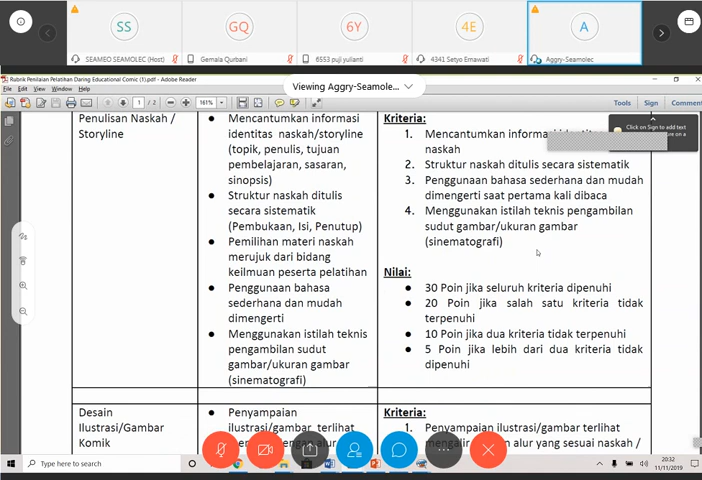 SS
GQ
6Y
4E
A
SEAMEO SEAMOLEC (Host)
Gemala Qurbani
6553 puji yulianti
4341 Setyo Ernawati
Aggry-Seamolec
Rubrik Penilaian Pelatihan Daring Educational Comic (1).pdf - Adobe Reader
Viewing Aggry-Seamole...
File Edit View Window Help
1 / 2
161%
Tools
Sign
Comment
Click on Sign to add text
Penulisan Naskah /
Storyline
Mencantumkan informasi
identitas naskah/storyline
(topik, penulis, tujuan
pembelajaran, sasaran,
sinopsis)
Struktur naskah ditulis
secara sistematik
(Pembukaan, Isi, Penutup)
Pemilihan materi naskah
merujuk dari bidang
keilmuan peserta pelatihan
Penggunaan bahasa
sederhana dan mudah
dimengerti
Menggunakan istilah teknis
pengambilan sudut
gambar/ukuran gambar
(sinematografi)
Kriteria:
1. Mencantumkan informasi
naskah
2. Struktur naskah ditulis secara sistematik
3. Penggunaan bahasa sederhana dan mudah
dimengerti saat pertama kali dibaca
4. Menggunakan istilah teknis pengambilan
sudut gambar/ukuran gambar
(sinematografi)
Nilai:
30 Poin jika seluruh kriteria dipenuhi
20 Poin jika salah satu kriteria tidak
terpenuhi
10 Poin jika dua kriteria tidak terpenuhi
5 Poin jika lebih dari dua kriteria tidak
dipenuhi
Desain
Ilustrasi/Gambar
Komik
Penyampaian
ilustrasi/gambar terlihat
Kriteria:
1. Penyampaian ilustrasi/gambar terlihat
alur yang sesuai naskah /
Type here to search
20:32
11/11/2019